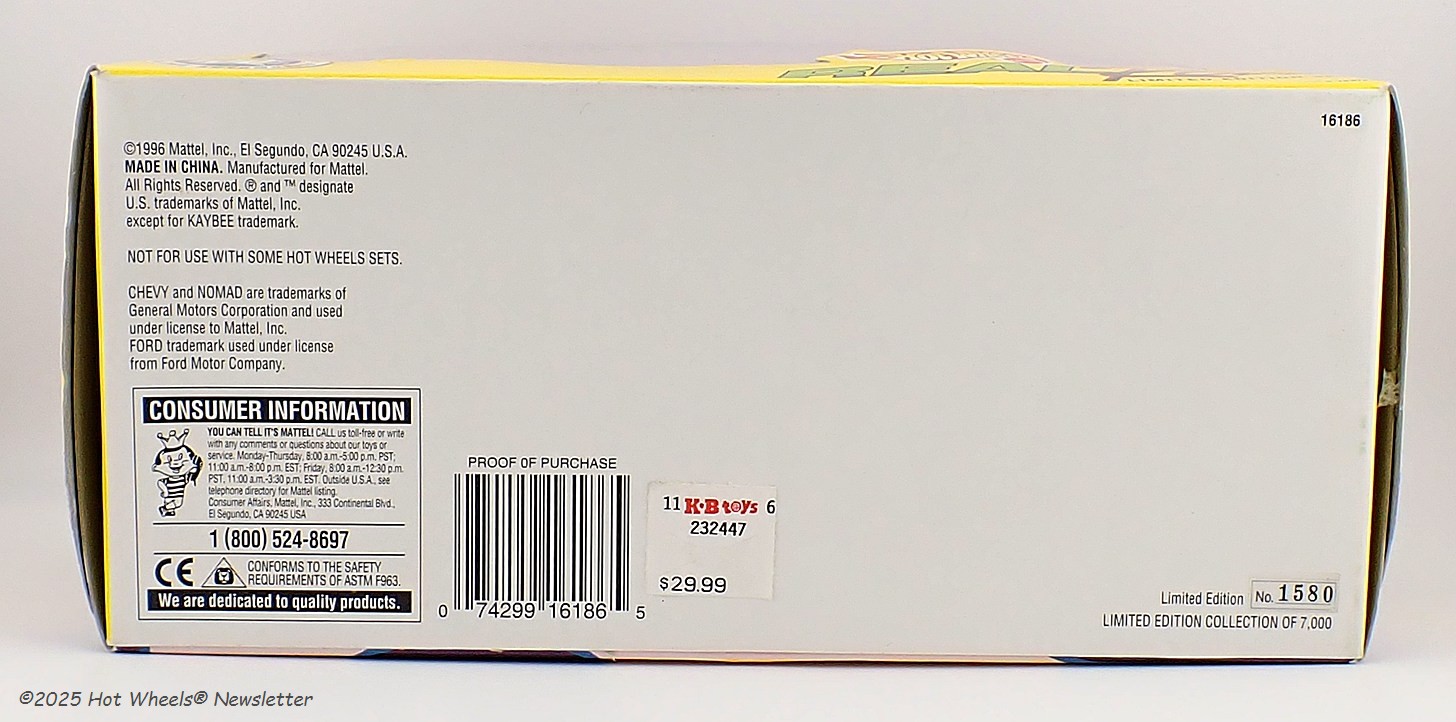 REAL
LIMITED EDITION
16186
©1996 Mattel, Inc., El Segundo, CA 90245 U.S.A.
MADE IN CHINA. Manufactured for Mattel.
All Rights Reserved. ® and ™ designate
U.S. trademarks of Mattel, Inc.
except for KAYBEE trademark.
NOT FOR USE WITH SOME HOT WHEELS SETS.
CHEVY and NOMAD are trademarks of
General Motors Corporation and used
under license to Mattel, Inc.
FORD trademark used under license
from Ford Motor Company.
CONSUMER INFORMATION
YOU CAN TELL IT'S MATTEL! CALL us toll-free or write
with any comments or questions about our toys or
service. Monday-Thursday, 8:00 a.m.-5:00 p.m. PST;
11:00 a.m.-8:00 p.m. EST; Friday, 8:00 a.m.-12:30 p.m.
PST, 11:00 a.m.-3:30 p.m. EST. Outside U.S.A., see
telephone directory for Mattel listing.
Consumer Affairs, Mattel, Inc., 333 Continental Blvd.,
El Segundo, CA 90245 USA
1 (800) 524-8697
CE
CONFORMS TO THE SAFETY
REQUIREMENTS OF ASTM F963.
We are dedicated to quality products.
PROOF OF PURCHASE
0 74299 16186 5
11 K·B toys 6
232447
$29.99
Limited Edition No. 1580
LIMITED EDITION COLLECTION OF 7,000
©2025 Hot Wheels® Newsletter